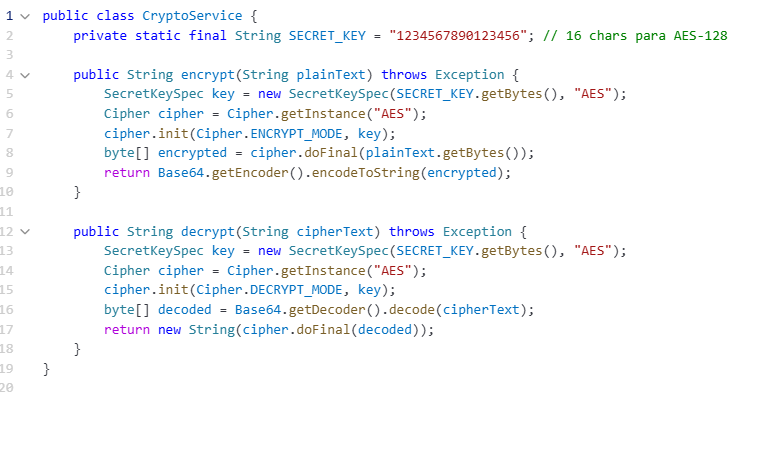 1 public class CryptoService {
2     private static final String SECRET_KEY = "1234567890123456"; // 16 chars para AES-128
3
4     public String encrypt(String plainText) throws Exception {
5         SecretKeySpec key = new SecretKeySpec(SECRET_KEY.getBytes(), "AES");
6         Cipher cipher = Cipher.getInstance("AES");
7         cipher.init(Cipher.ENCRYPT_MODE, key);
8         byte[] encrypted = cipher.doFinal(plainText.getBytes());
9         return Base64.getEncoder().encodeToString(encrypted);
10     }
11
12     public String decrypt(String cipherText) throws Exception {
13         SecretKeySpec key = new SecretKeySpec(SECRET_KEY.getBytes(), "AES");
14         Cipher cipher = Cipher.getInstance("AES");
15         cipher.init(Cipher.DECRYPT_MODE, key);
16         byte[] decoded = Base64.getDecoder().decode(cipherText);
17         return new String(cipher.doFinal(decoded));
18     }
19 }
20